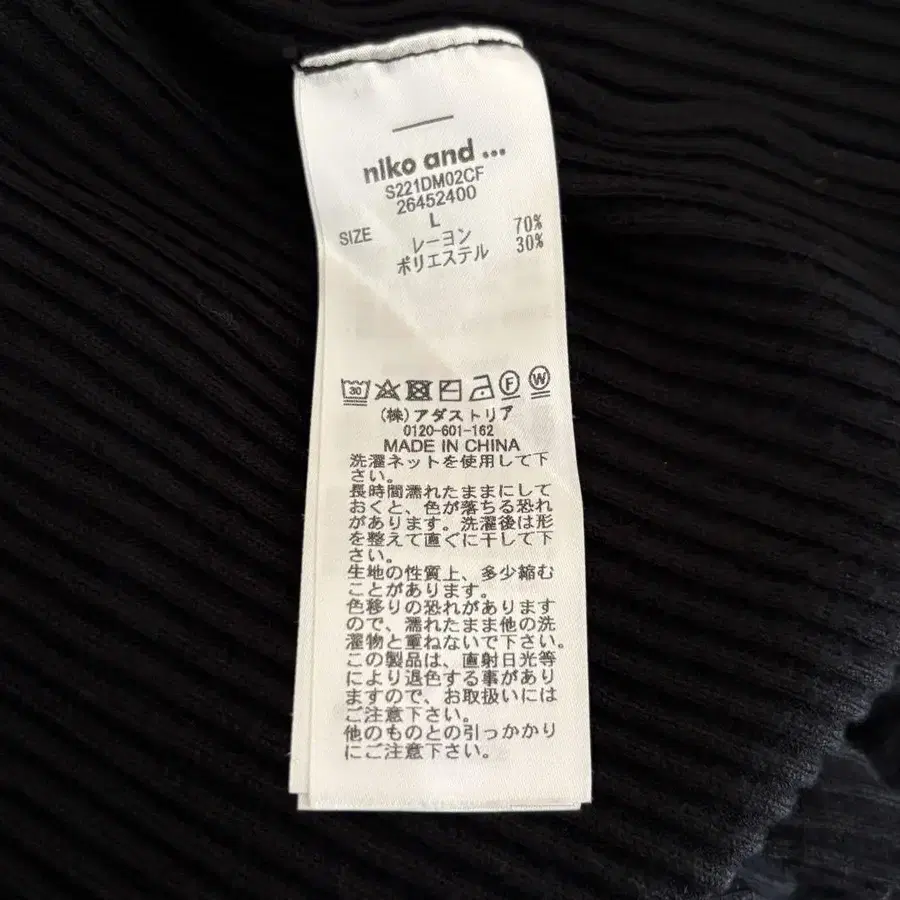 niko and ...
S221DM02CF
26452400
SIZE L
レーヨン 70%
ポリエステル 30%
30 F W
(株)アダストリア
0120-601-162
MADE IN CHINA
洗濯ネットを使用して下
さい。
長時間濡れたままにして
おくと、色が落ちる恐れ
があります。洗濯後は形
を整えて直ぐに干して下
さい。
生地の性質上、多少縮む
ことがあります。
色移りの恐れがあります
ので、濡れたまま他の洗
濯物と重ねないで下さい。
この製品は、直射日光等
により退色する事があり
ますので、お取扱いには
ご注意下さい。
他のものとの引っかかり
にご注意下さい。